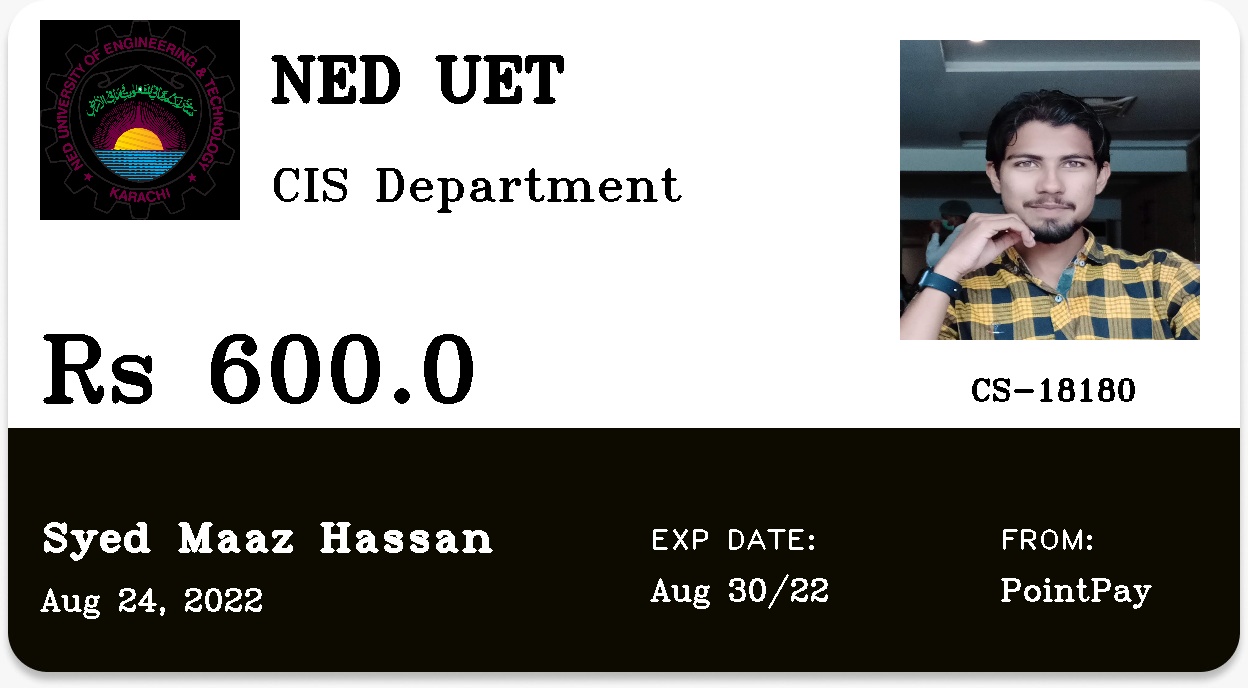 NED UNIVERSITY OF ENGINEERING & TECHNOLOGY
KARACHI
NED UET
CIS Department
Rs 600.0
CS-18180
Syed Maaz Hassan
Aug 24, 2022
EXP DATE:
Aug 30/22
FROM:
PointPay